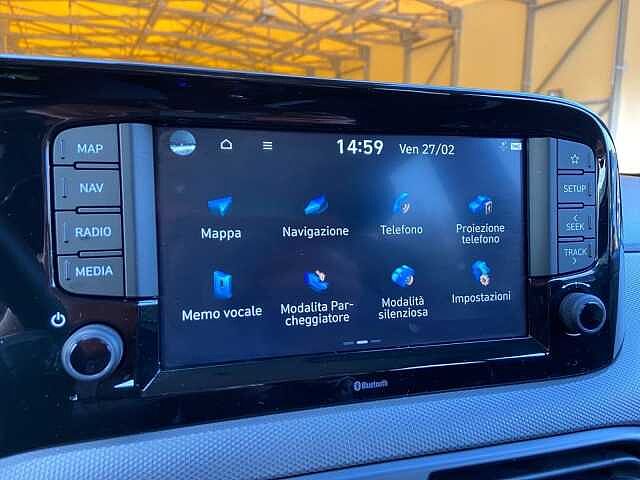 MAP
NAV
RADIO
MEDIA
14:59
Ven 27/02
Mappa
Navigazione
Telefono
Proiezione
telefono
Memo vocale
Modalita Par-
cheggiatore
Modalità
silenziosa
Impostazioni
SETUP
SEEK
TRACK
Bluetooth